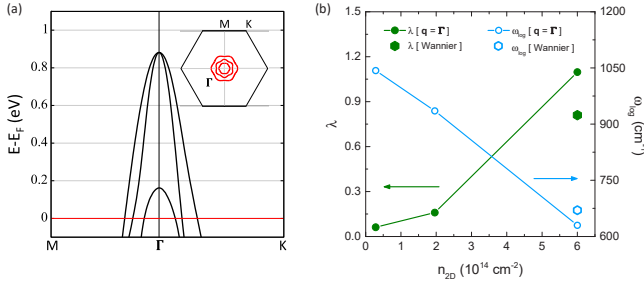 (a)
M K
Γ
E-E_F (eV)
1
0.8
0.6
0.4
0.2
0
M Γ K
(b)
λ [ q = Γ ]
λ [ Wannier ]
ω_log [ q = Γ ]
ω_log [ Wannier ]
λ
1.5
1.2
0.9
0.6
0.3
0.0
1200
1050
900
750
600
ω_log (cm⁻¹)
0 1 2 3 4 5 6 7
n_2D (10¹⁴ cm⁻²)